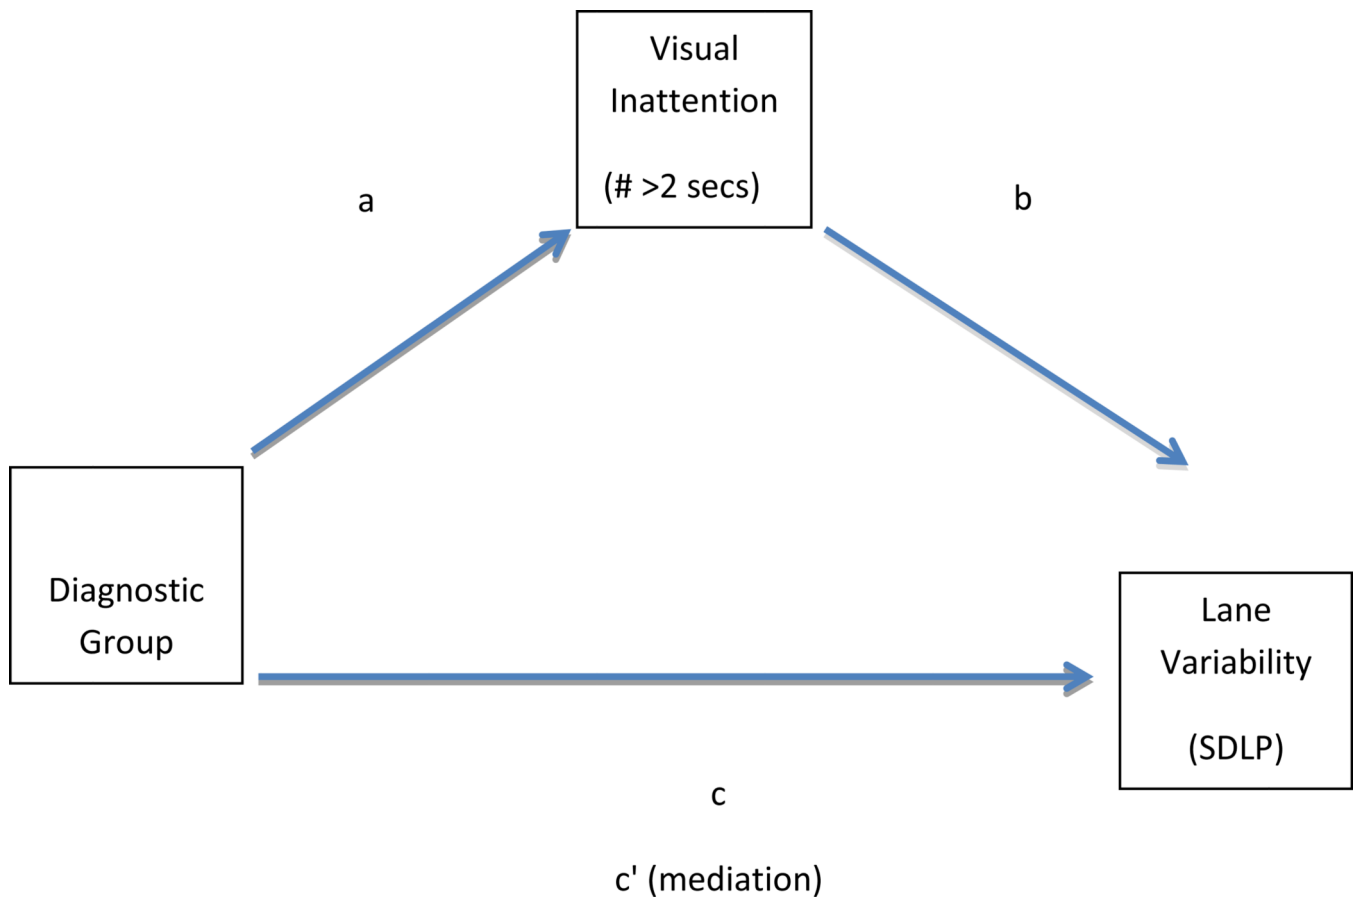 Visual
Inattention
(# >2 secs)
a
b
Diagnostic
Group
Lane
Variability
(SDLP)
c
c' (mediation)